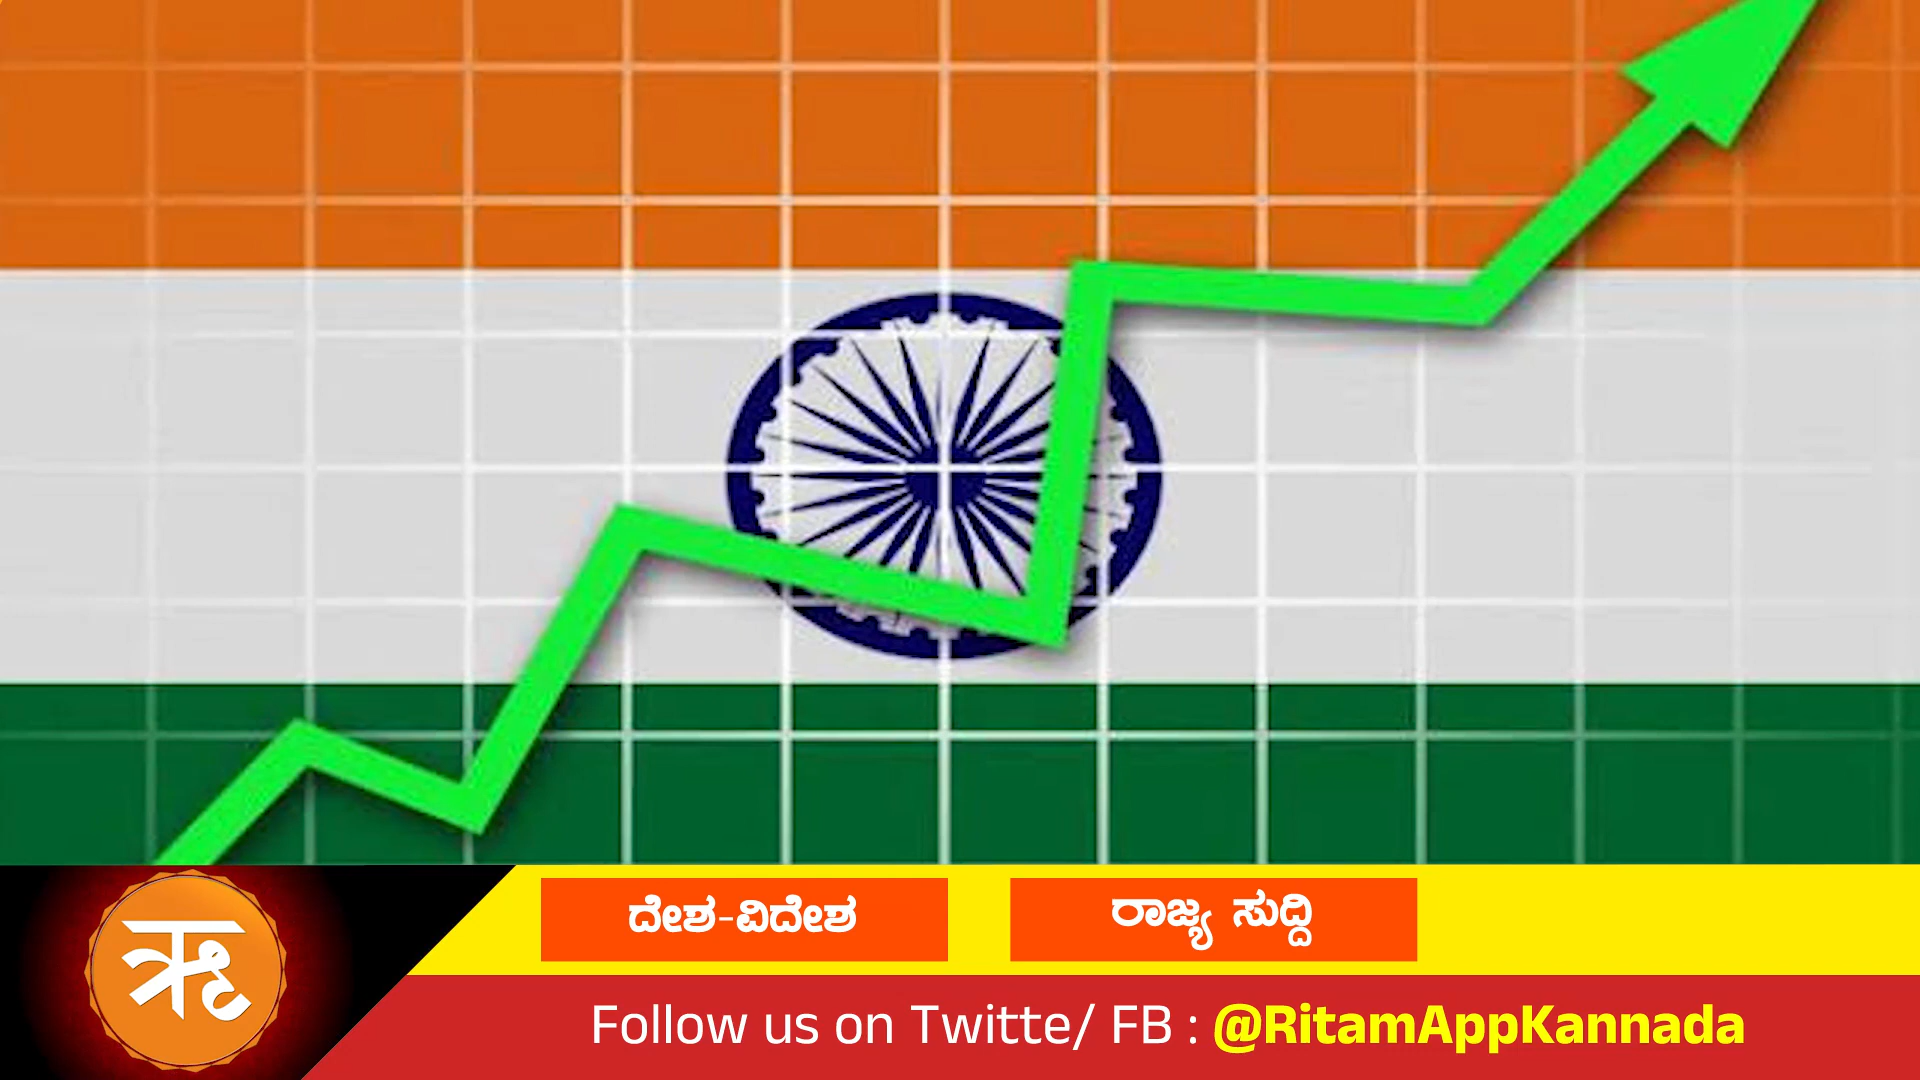 ದೇಶ-ವಿದೇಶ
ರಾಜ್ಯ ಸುದ್ದಿ
ऋ
Follow us on Twitte/ FB : @RitamAppKannada